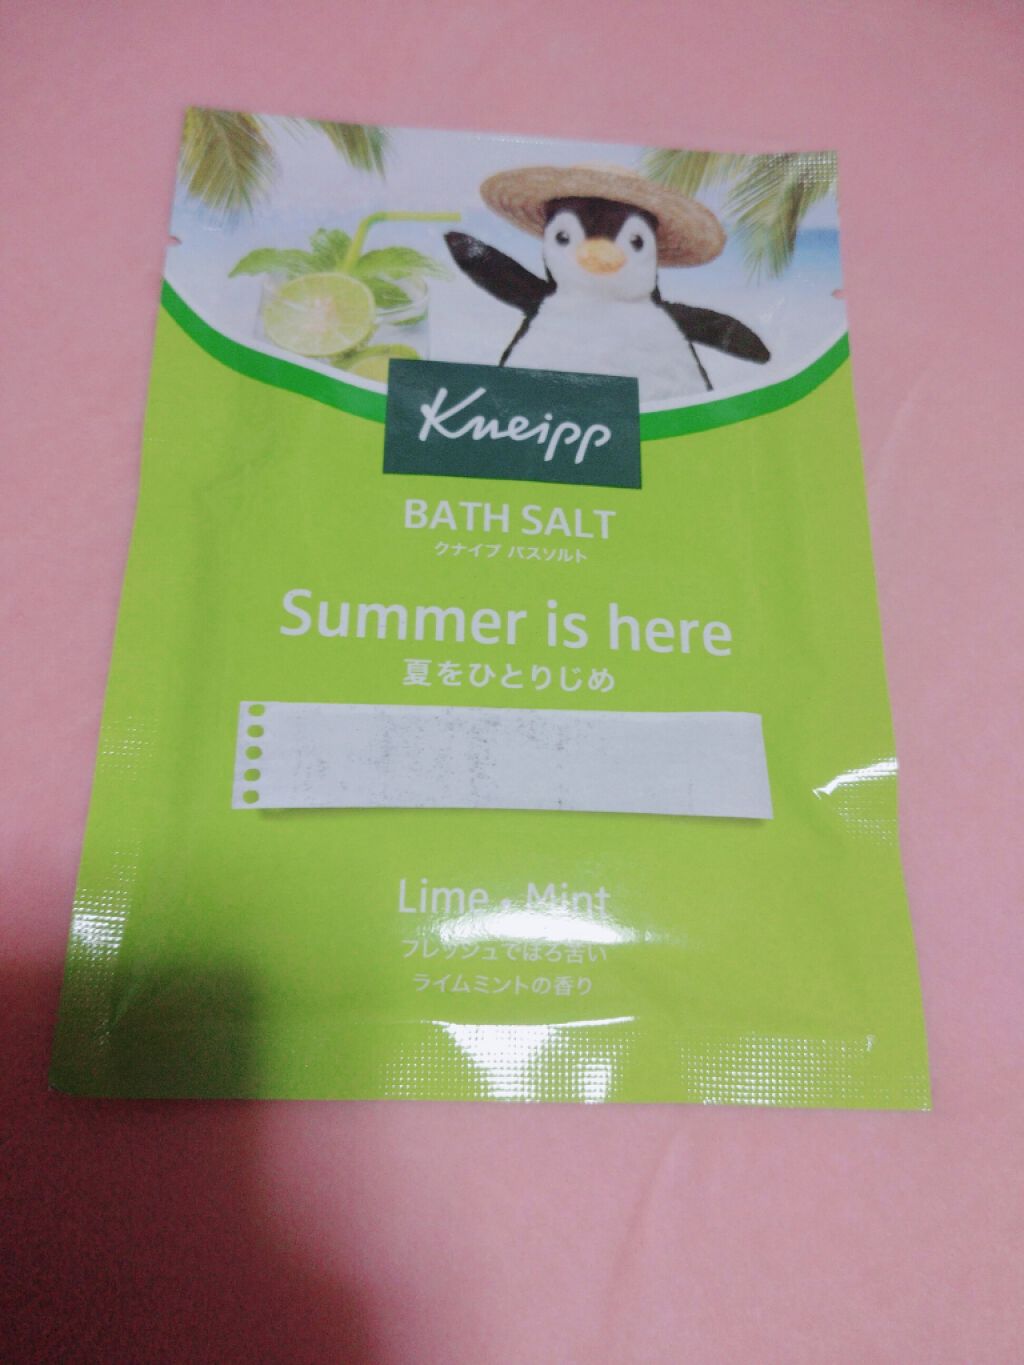 Kneipp
BATH SALT
クナイプ バスソルト
Summer is here
夏をひとりじめ
Lime・Mint
フレッシュでほろ苦い
ライムミントの香り